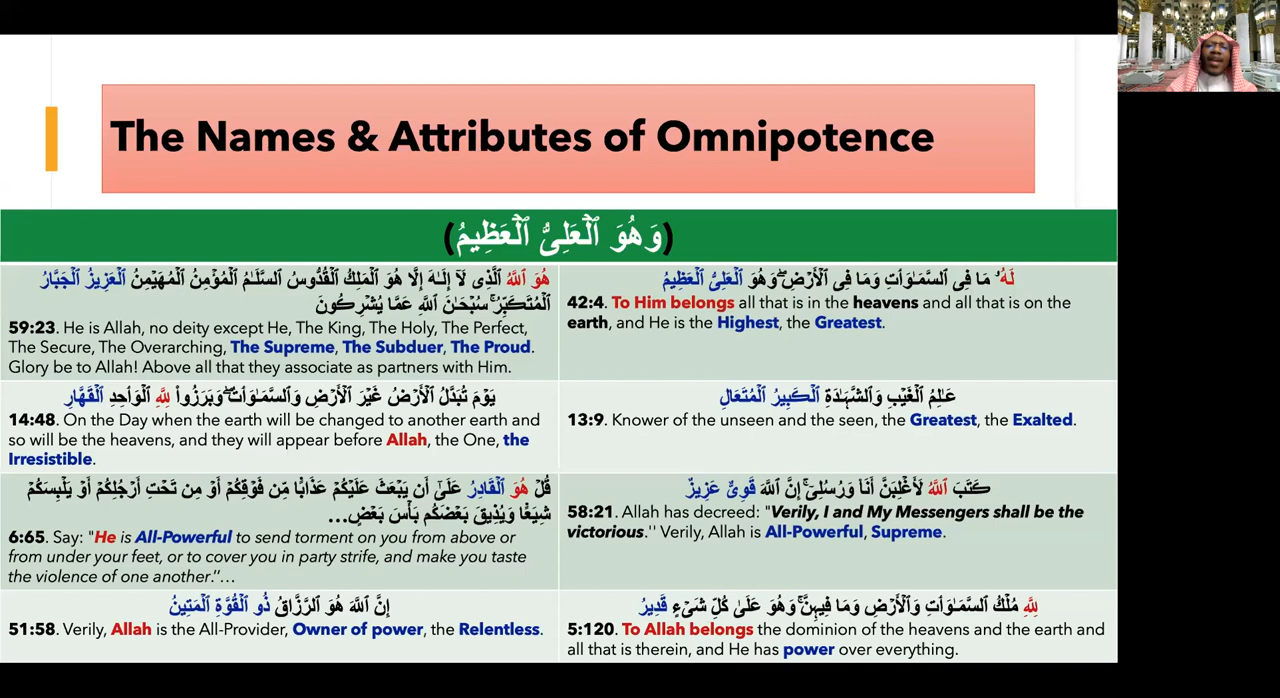 The Names & Attributes of Omnipotence
(وَهُوَ ٱلْعَلِىُّ ٱلْعَظِيمُ)
هُوَ ٱللَّهُ ٱلَّذِى لَآ إِلَـٰهَ إِلَّا هُوَ ٱلْمَلِكُ ٱلْقُدُّوسُ ٱلسَّلَـٰمُ ٱلْمُؤْمِنُ ٱلْمُهَيْمِنُ ٱلْعَزِيزُ ٱلْجَبَّارُ
ٱلْمُتَكَبِّرُ ۚ سُبْحَـٰنَ ٱللَّهِ عَمَّا يُشْرِكُونَ
59:23. He is Allah, no deity except He, The King, The Holy, The Perfect,
The Secure, The Overarching, The Supreme, The Subduer, The Proud.
Glory be to Allah! Above all that they associate as partners with Him.
لَهُۥ مَا فِى ٱلسَّمَـٰوَٰتِ وَمَا فِى ٱلْأَرْضِ ۖ وَهُوَ ٱلْعَلِىُّ ٱلْعَظِيمُ
42:4. To Him belongs all that is in the heavens and all that is on the
earth, and He is the Highest, the Greatest.
يَوْمَ تُبَدَّلُ ٱلْأَرْضُ غَيْرَ ٱلْأَرْضِ وَٱلسَّمَـٰوَٰتُ ۖ وَبَرَزُوا۟ لِلَّهِ ٱلْوَٰحِدِ ٱلْقَهَّارِ
14:48. On the Day when the earth will be changed to another earth and
so will be the heavens, and they will appear before Allah, the One, the
Irresistible.
عَـٰلِمُ ٱلْغَيْبِ وَٱلشَّهَـٰدَةِ ٱلْكَبِيرُ ٱلْمُتَعَالِ
13:9. Knower of the unseen and the seen, the Greatest, the Exalted.
قُلْ هُوَ ٱلْقَادِرُ عَلَىٰٓ أَن يَبْعَثَ عَلَيْكُمْ عَذَابًا مِّن فَوْقِكُمْ أَوْ مِن تَحْتِ أَرْجُلِكُمْ أَوْ يَلْبِسَكُمْ
شِيَعًا وَيُذِيقَ بَعْضَكُم بَأْسَ بَعْضٍ...
6:65. Say: "He is All-Powerful to send torment on you from above or
from under your feet, or to cover you in party strife, and make you taste
the violence of one another."...
كَتَبَ ٱللَّهُ لَأَغْلِبَنَّ أَنَا۠ وَرُسُلِىٓ ۚ إِنَّ ٱللَّهَ قَوِىٌّ عَزِيزٌ
58:21. Allah has decreed: "Verily, I and My Messengers shall be the
victorious.'' Verily, Allah is All-Powerful, Supreme.
إِنَّ ٱللَّهَ هُوَ ٱلرَّزَّاقُ ذُو ٱلْقُوَّةِ ٱلْمَتِينُ
51:58. Verily, Allah is the All-Provider, Owner of power, the Relentless.
لِلَّهِ مُلْكُ ٱلسَّمَـٰوَٰتِ وَٱلْأَرْضِ وَمَا فِيهِنَّ ۚ وَهُوَ عَلَىٰ كُلِّ شَىْءٍ قَدِيرٌ
5:120. To Allah belongs the dominion of the heavens and the earth and
all that is therein, and He has power over everything.